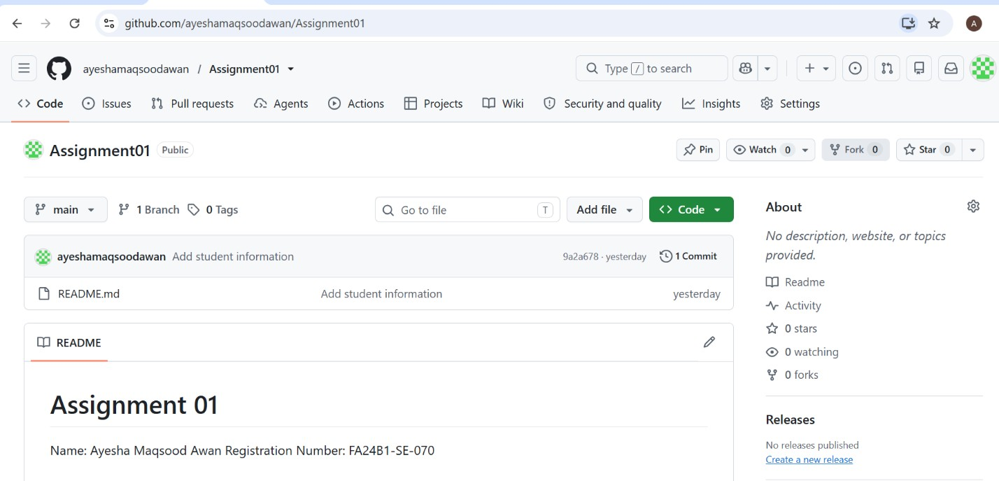 github.com/ayeshamaqsoodawan/Assignment01
A
ayeshamaqsoodawan / Assignment01
Type / to search
Code Issues Pull requests Agents Actions Projects Wiki Security and quality Insights Settings
Assignment01 Public
Pin Watch 0 Fork 0 Star 0
main 1 Branch 0 Tags Go to file T Add file Code
ayeshamaqsoodawan Add student information 9a2a678 · yesterday 1 Commit
README.md Add student information yesterday
README
Assignment 01
Name: Ayesha Maqsood Awan Registration Number: FA24B1-SE-070
About
No description, website, or topics
provided.
Readme
Activity
0 stars
0 watching
0 forks
Releases
No releases published
Create a new release